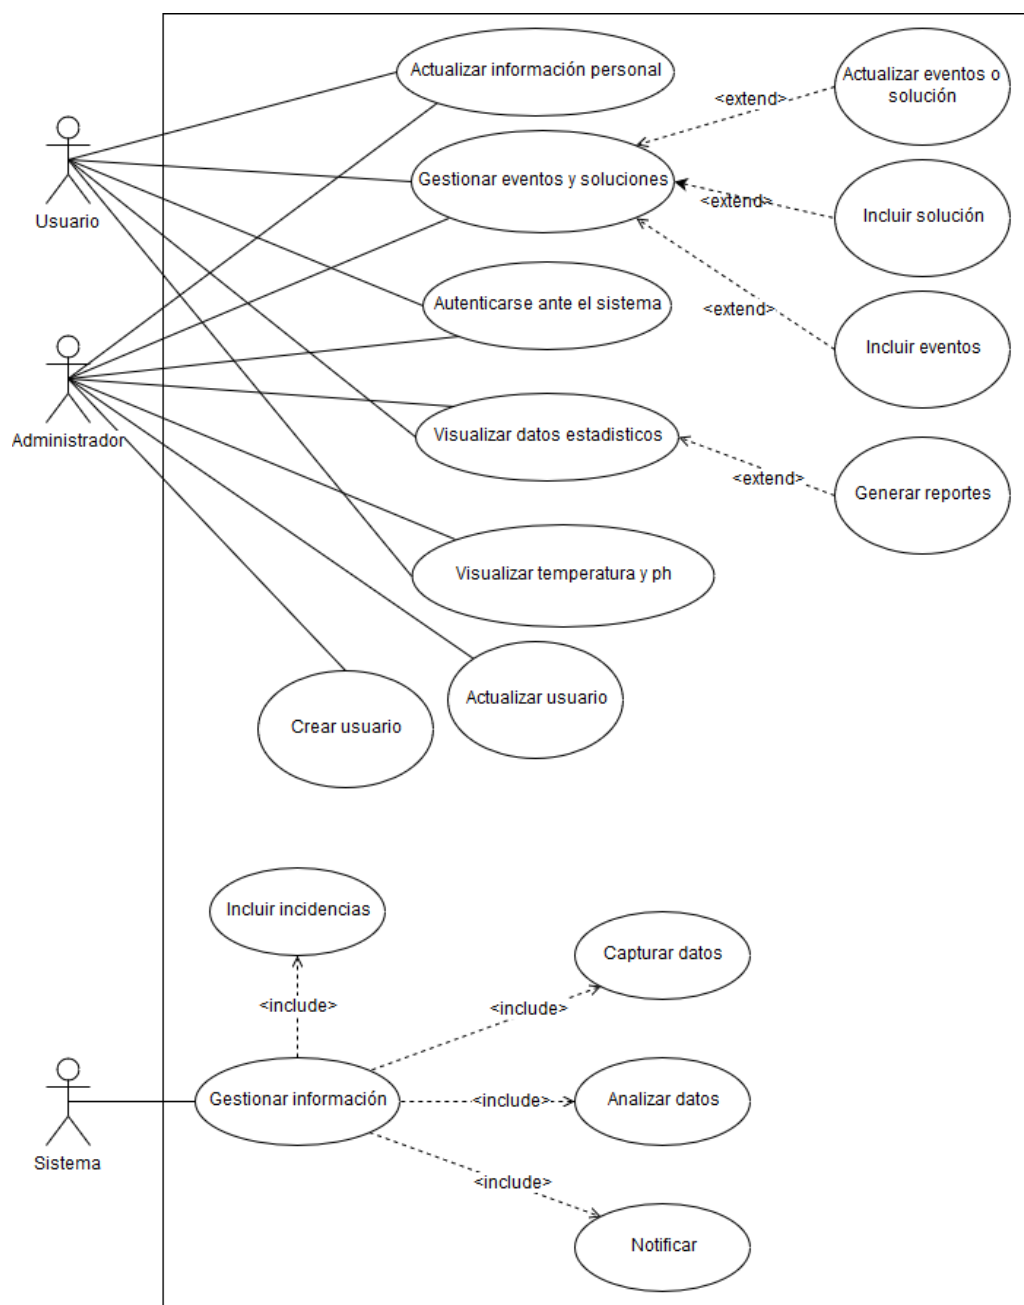 Actualizar información personal
Actualizar eventos o
solución
<extend>
Usuario
Gestionar eventos y soluciones
<extend>
Incluir solución
Autenticarse ante el sistema
<extend>
Incluir eventos
Administrador
Visualizar datos estadisticos
<extend>
Generar reportes
Visualizar temperatura y ph
Actualizar usuario
Crear usuario
Incluir incidencias
Capturar datos
<include>
<include>
Sistema
Gestionar información
<include>
Analizar datos
<include>
Notificar